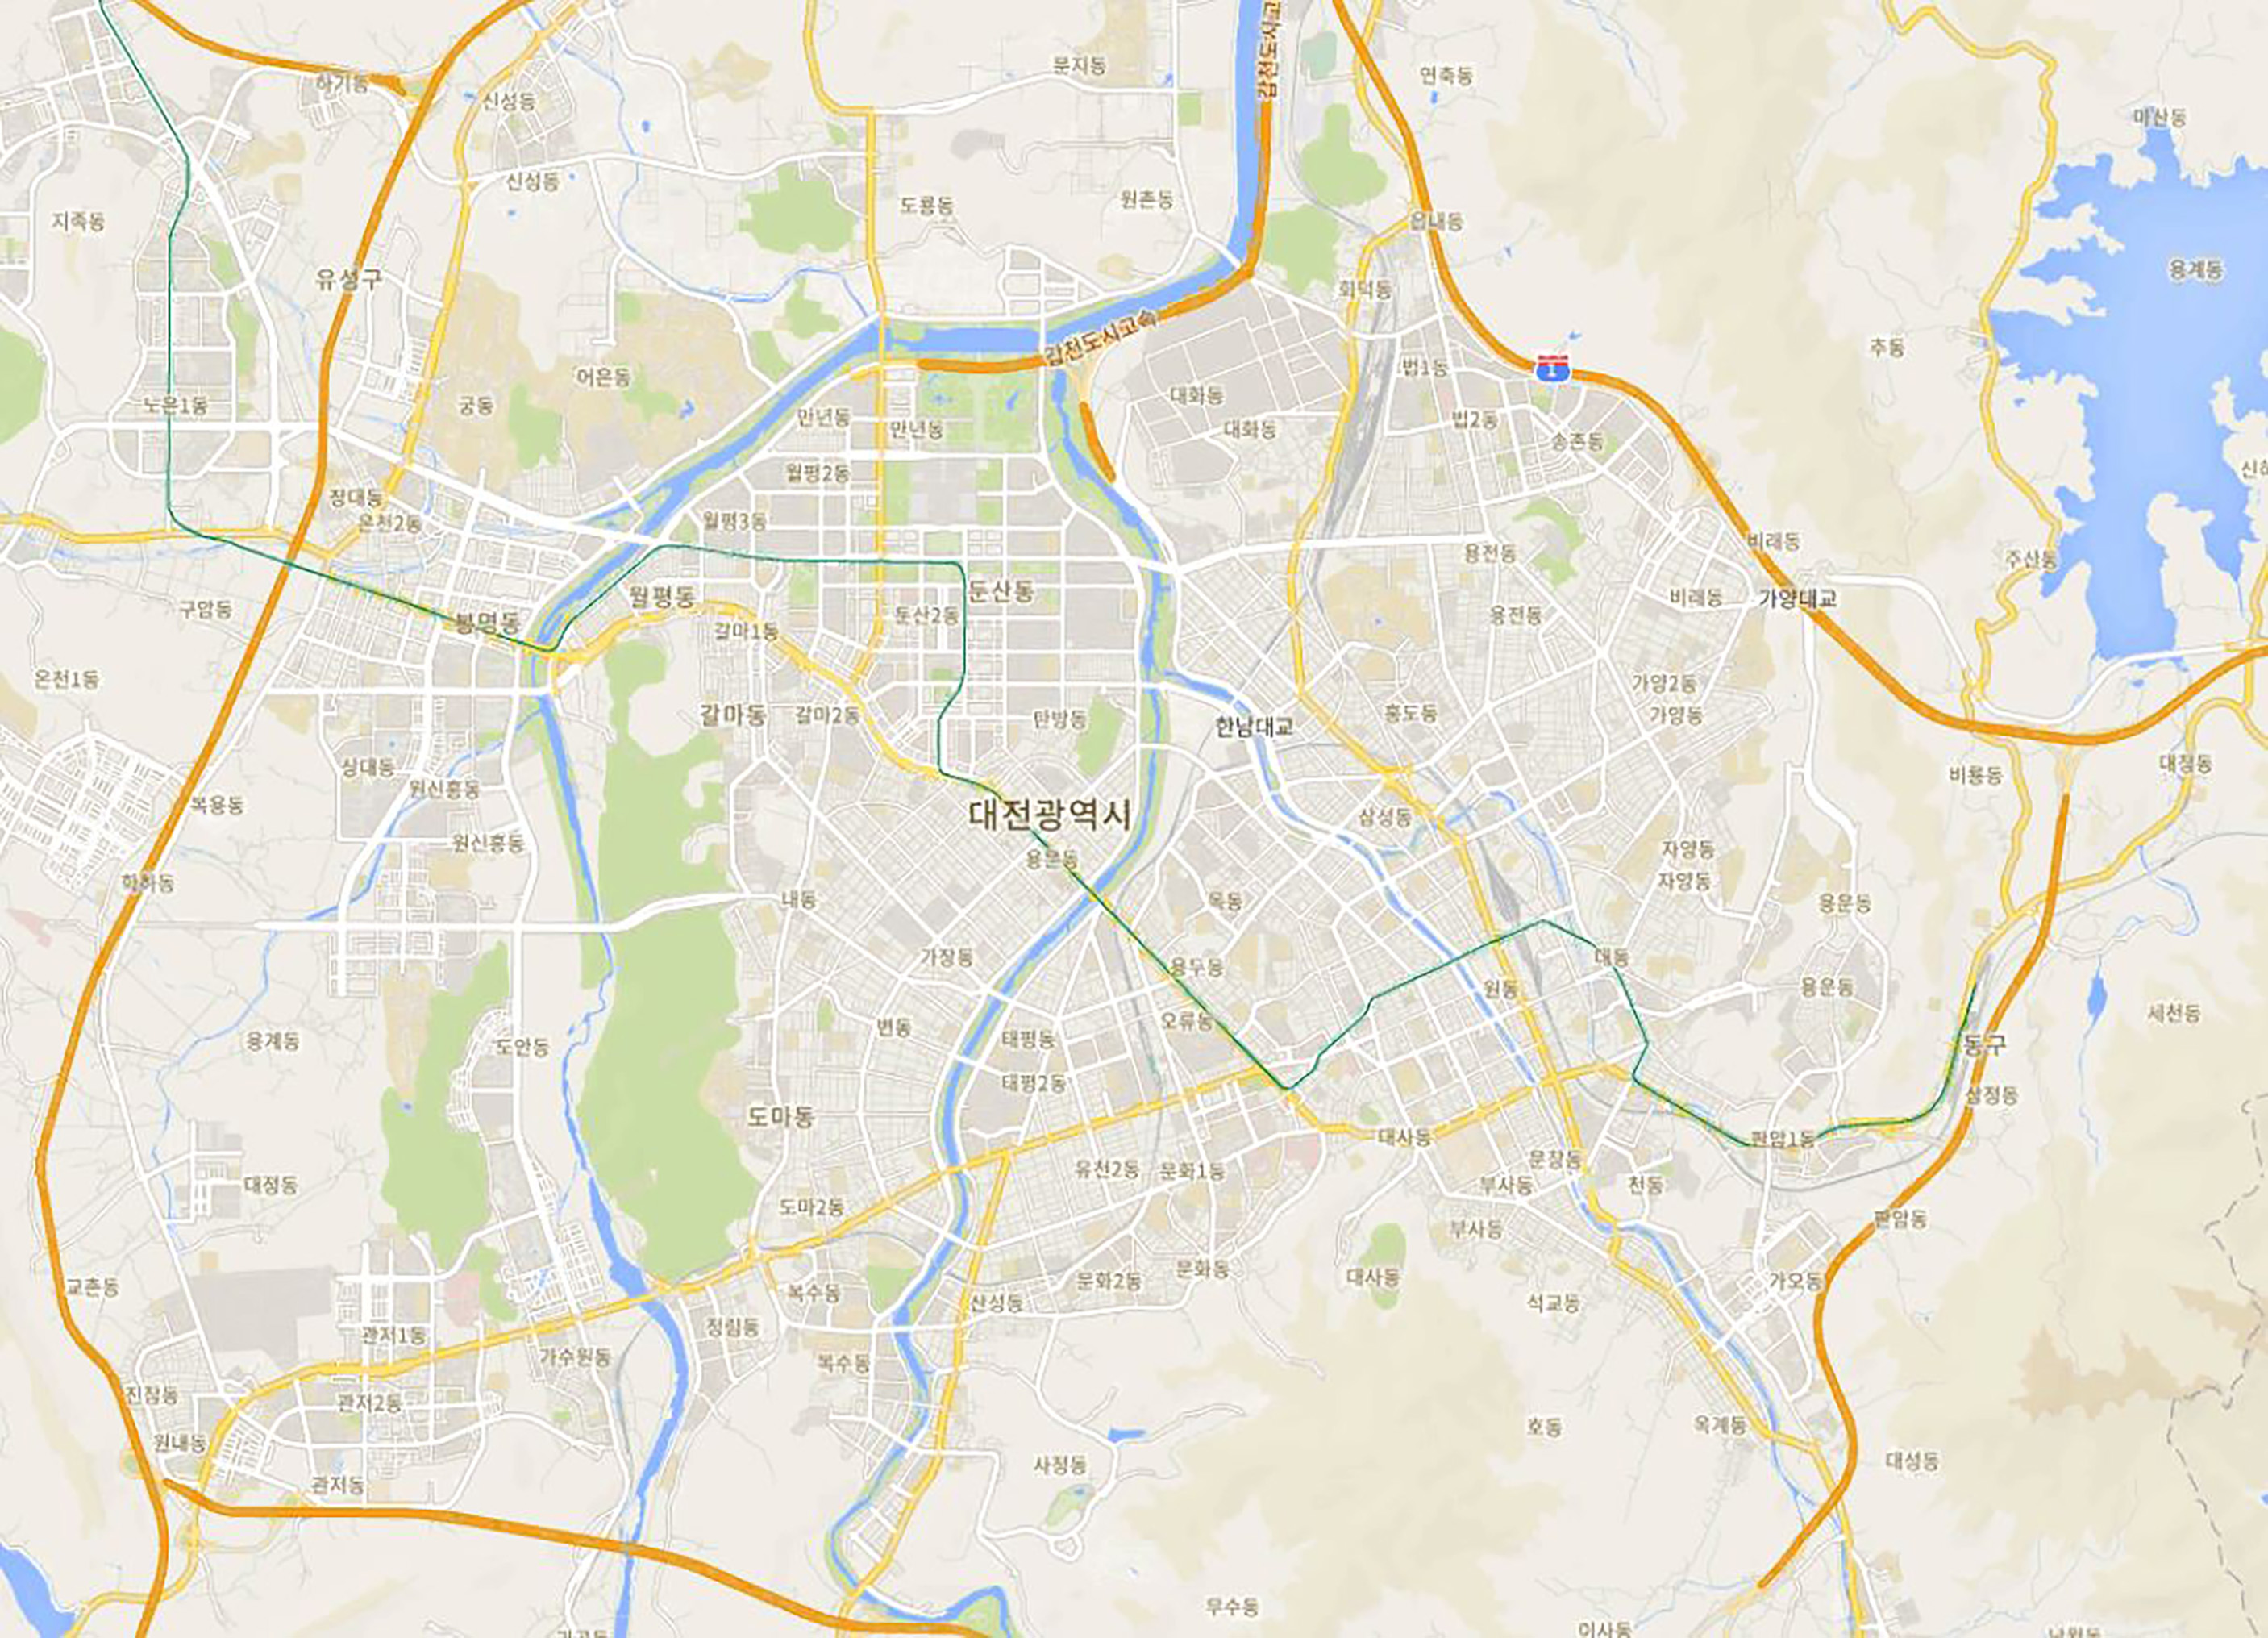 갑천도시고
문지동
연축동
하기동
신성동
마산동
신성동
원촌동
도룡동
지족동
읍내동
용계동
유성구
회덕동
갑천도시고속
추동
법1동
1
어은동
대화동
노은1동
궁동
만년동
만년동
대화동
법2동
송촌동
월평2동
장대동
온천2동
월평3동
비래동
용전동
주산동
구암동
봉명동
월평동
둔산동
둔산2동
용전동
비래동
가양대교
갈마1동
온천1동
가양2동
갈마동
갈마2동
탄방동
한남대교
홍도동
가양동
상대동
원신흥동
비룡동
대정동
복용동
대전광역시
삼성동
원신흥동
용문동
자양동
자양동
학하동
내동
목동
용운동
가장동
용두동
대동
원동
용운동
세천동
변동
오류동
용계동
도안동
태평동
동구
태평2동
삼정동
도마동
대사동
판암1동
유천2동
문화1동
문창동
대정동
부사동
천동
도마2동
판암동
부사동
문화2동
문화동
대사동
가오동
교촌동
복수동
산성동
석교동
관저1동
정림동
가수원동
복수동
진잠동
관저2동
호동
옥계동
원내동
사정동
대성동
관저동
무수동
이사동